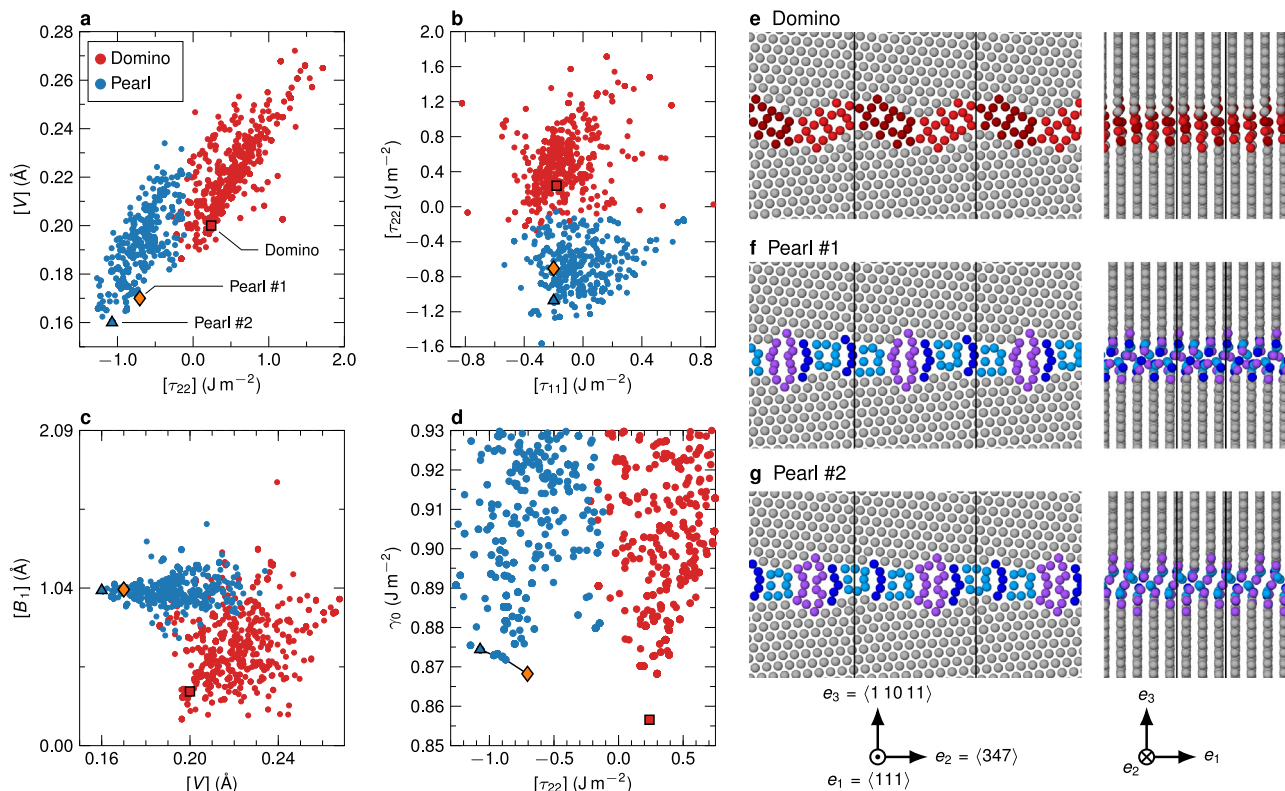 a
0.28
0.26
0.24
0.22
0.20
0.18
0.16
[V] (Å)
Domino
Pearl
Domino
Pearl #1
Pearl #2
−1.0 0.0 1.0 2.0
[τ22] (J m−2)
b
2.0
1.6
1.2
0.8
0.4
0.0
−0.4
−0.8
−1.2
−1.6
[τ22] (J m−2)
−0.8 −0.4 0.0 0.4 0.8
[τ11] (J m−2)
c
2.09
1.04
0.00
[B1] (Å)
0.16 0.20 0.24
[V] (Å)
d
0.93
0.92
0.91
0.90
0.89
0.88
0.87
0.86
0.85
γ0 (J m−2)
−1.0 −0.5 0.0 0.5
[τ22] (J m−2)
e Domino
f Pearl #1
g Pearl #2
e3 = ⟨1 10 11⟩
e2 = ⟨347⟩
e1 = ⟨111⟩
e3
e2
e1